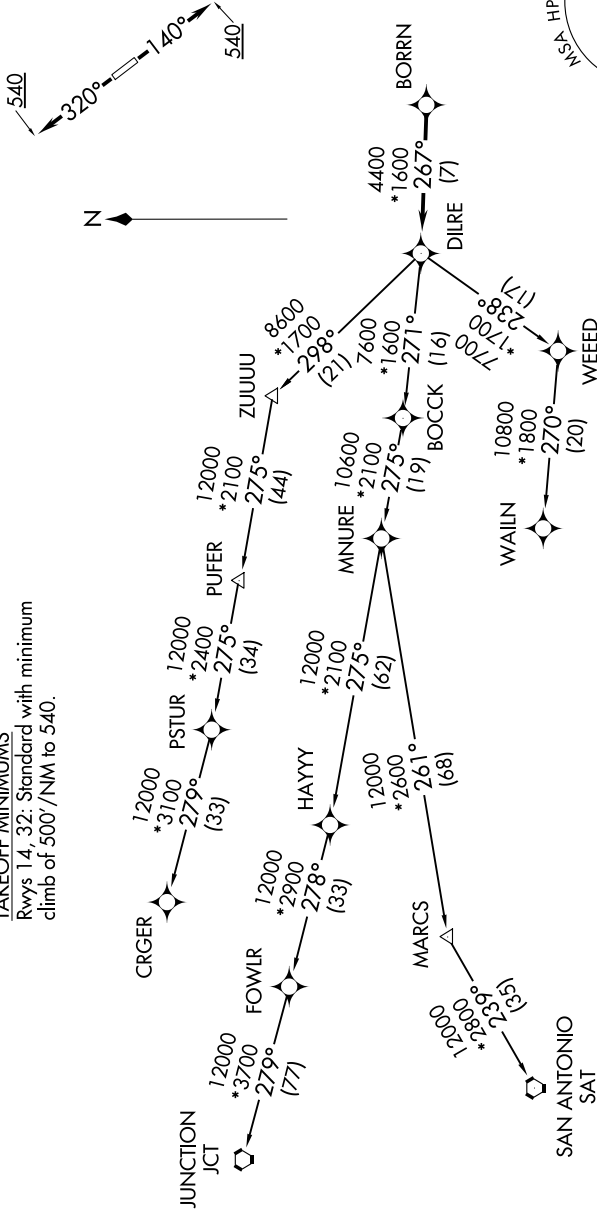 TAKEOFF MINIMUMS
Rwys 14, 32: Standard with minimum
climb of 500'/NM to 540.
540
320°
140°
540
N
MSA HP
BORRN
4400
*1600
267°
(7)
DILRE
8600
*1700
298°
(21)
ZUUUU
12000
*2100
275°
(44)
PUFER
12000
*2400
275°
(34)
PSTUR
12000
*3100
279°
(33)
CRGER
7600
*1600
271°
(16)
BOCCK
10600
*2100
275°
(19)
MNURE
12000
*2100
275°
(62)
HAYYY
12000
*2900
278°
(33)
FOWLR
12000
*3700
279°
(77)
JUNCTION
JCT
12000
*2600
261°
(68)
MARCS
12000
*2800
239°
(35)
SAN ANTONIO
SAT
7700
*1700
238°
(17)
WEEED
10800
*1800
270°
(20)
WAILN